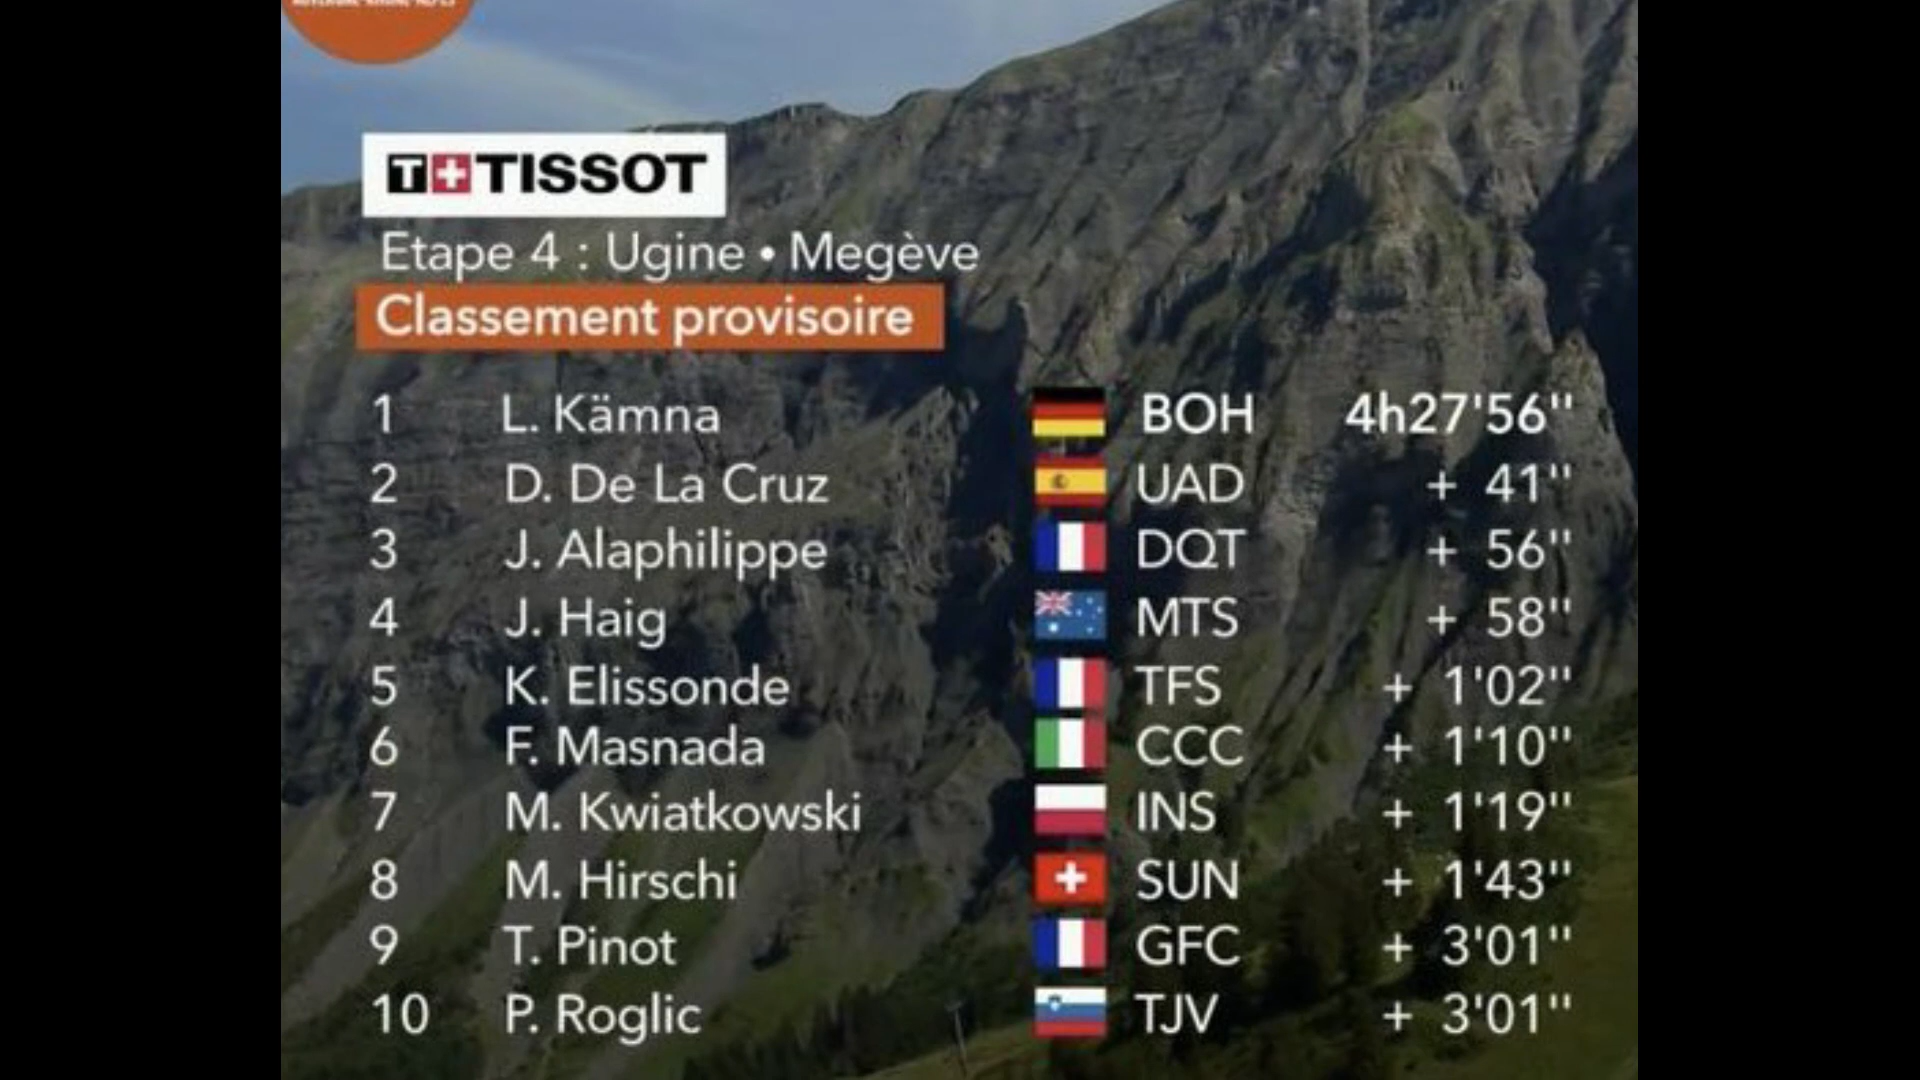 T+TISSOT
Etape 4 : Ugine • Megève
Classement provisoire
1 L. Kämna BOH 4h27'56''
2 D. De La Cruz UAD + 41''
3 J. Alaphilippe DQT + 56''
4 J. Haig MTS + 58''
5 K. Elissonde TFS + 1'02''
6 F. Masnada CCC + 1'10''
7 M. Kwiatkowski INS + 1'19''
8 M. Hirschi SUN + 1'43''
9 T. Pinot GFC + 3'01''
10 P. Roglic TJV + 3'01''